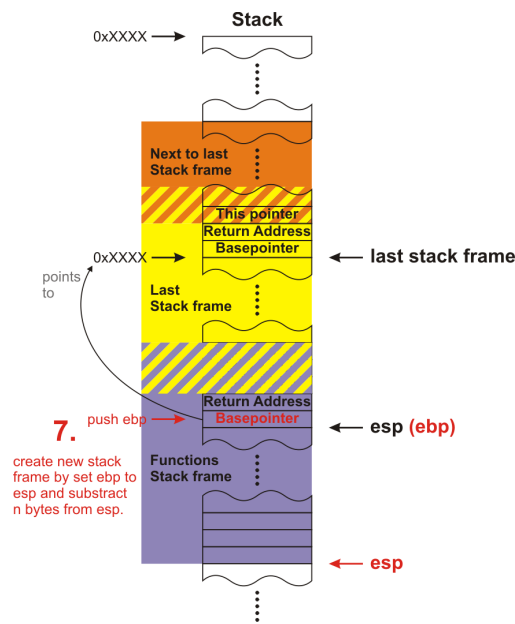 Stack
0xXXXX
Next to last
Stack frame
This pointer
Return Address
Basepointer
0xXXXX
last stack frame
points
to
Last
Stack frame
Return Address
7.
push ebp
Basepointer
esp (ebp)
create new stack
frame by set ebp to
esp and substract
n bytes from esp.
Functions
Stack frame
esp